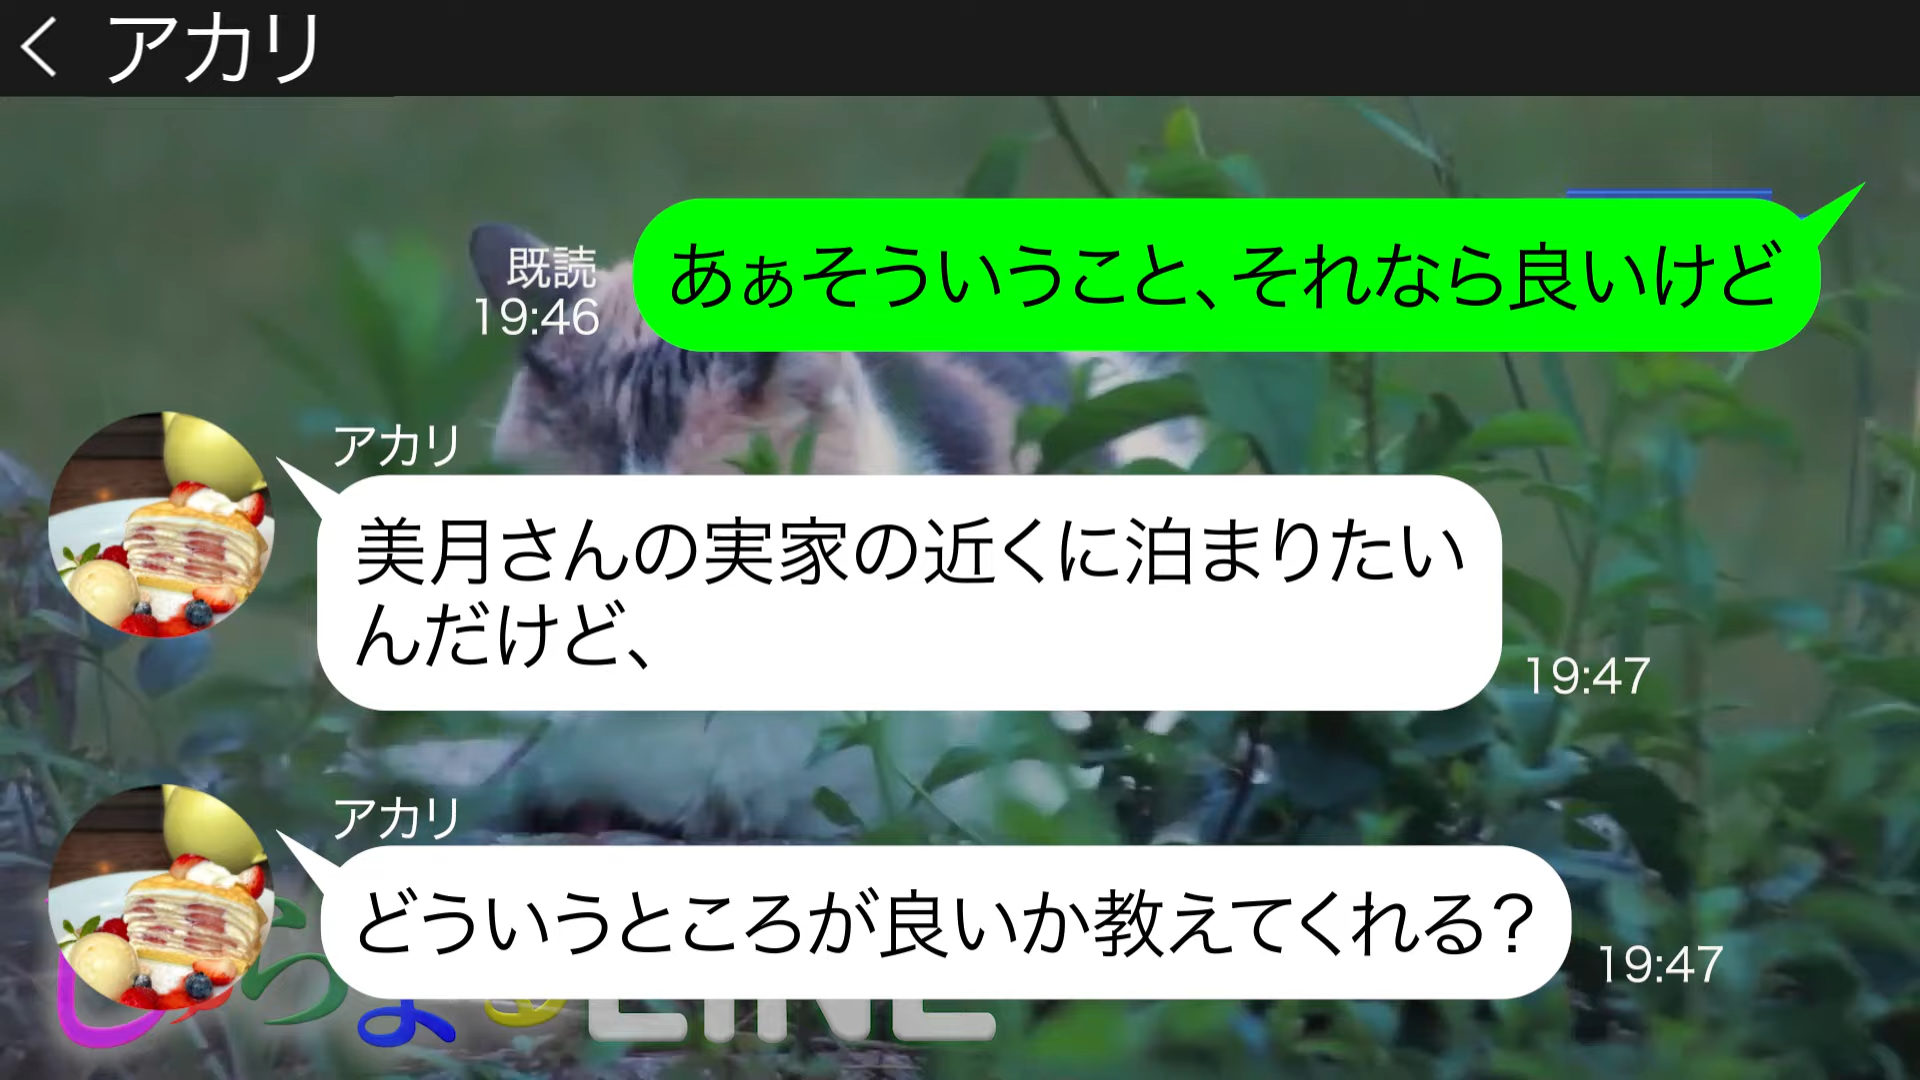 アカリ
あぁそういうこと、それなら良いけど
既読
19:46
アカリ
美月さんの実家の近くに泊まりたい
んだけど、
19:47
アカリ
どういうところが良いか教えてくれる?
19:47
LINE